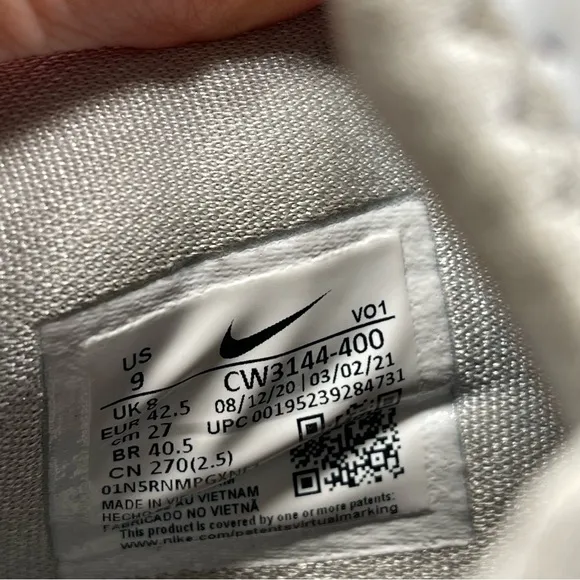 VO1
US
9
CW3144-400
UK 8
08/12/20 | 03/02/21
EUR 42.5
UPC 00195239284731
cm 27
BR 40.5
CN 270(2.5)
MADE IN VIETNAM
FABRICADO NO VIETNÃ
This product is covered by one or more patents:
www.nike.com/patentsvirtualmarking